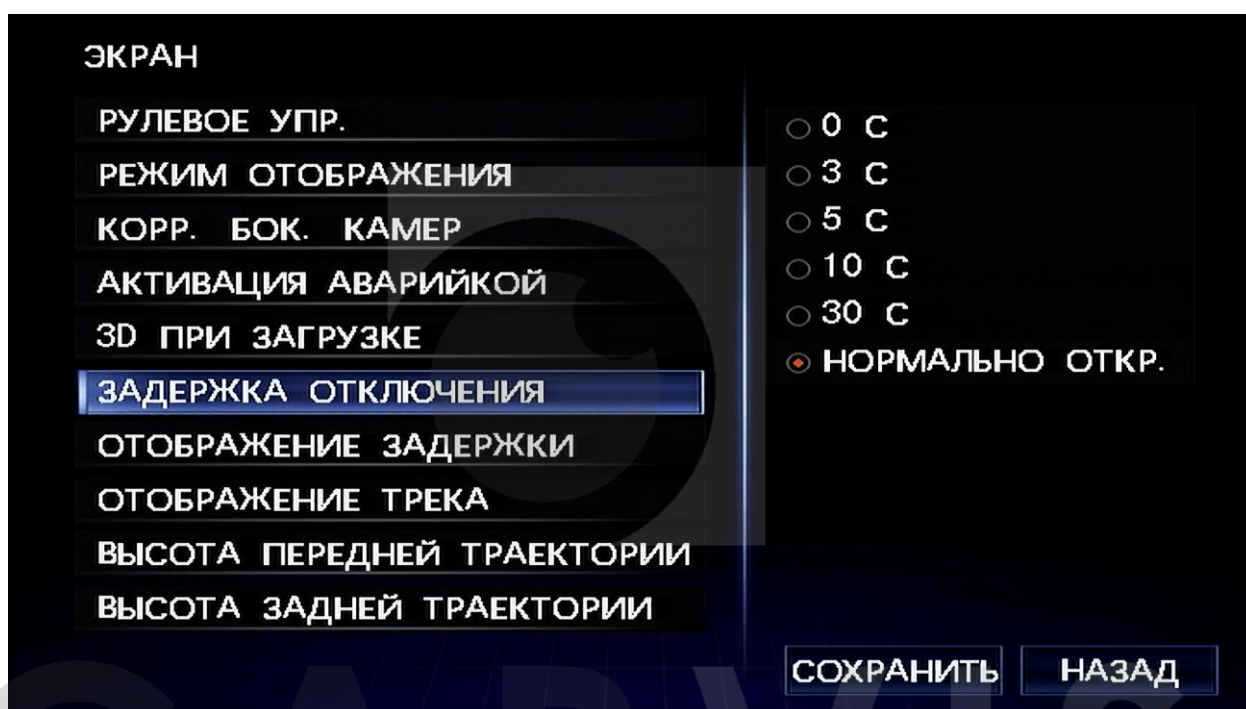 ЭКРАН
РУЛЕВОЕ УПР.
РЕЖИМ ОТОБРАЖЕНИЯ
КОРР. БОК. КАМЕР
АКТИВАЦИЯ АВАРИЙКОЙ
3D ПРИ ЗАГРУЗКЕ
ЗАДЕРЖКА ОТКЛЮЧЕНИЯ
ОТОБРАЖЕНИЕ ЗАДЕРЖКИ
ОТОБРАЖЕНИЕ ТРЕКА
ВЫСОТА ПЕРЕДНЕЙ ТРАЕКТОРИИ
ВЫСОТА ЗАДНЕЙ ТРАЕКТОРИИ
0 С
3 С
5 С
10 С
30 С
НОРМАЛЬНО ОТКР.
СОХРАНИТЬ
НАЗАД